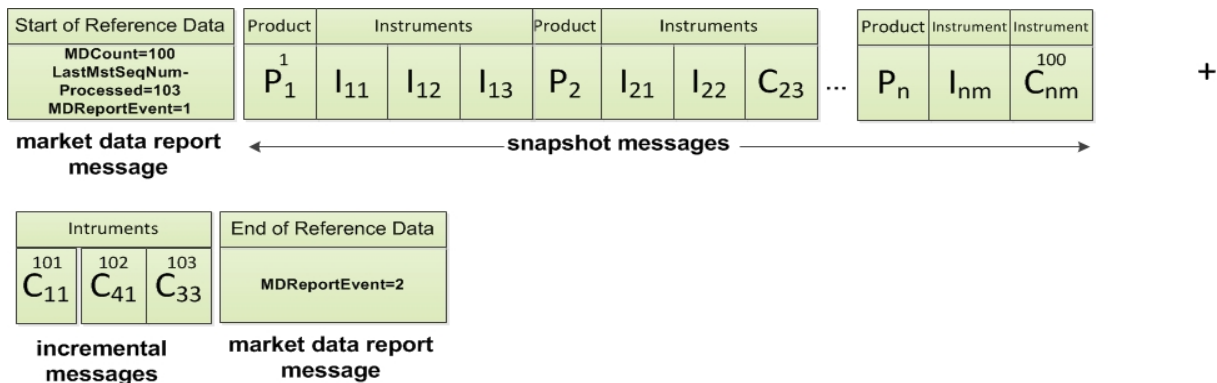 Start of Reference Data
MDCount=100
LastMstSeqNum-
Processed=103
MDReportEvent=1
market data report
message
Product Instruments Product Instruments Product Instrument Instrument
1 100
P1 I11 I12 I13 P2 I21 I22 C23 ... Pn Inm Cnm +
snapshot messages
Intruments
101 102 103
C11 C41 C33
incremental
messages
End of Reference Data
MDReportEvent=2
market data report
message